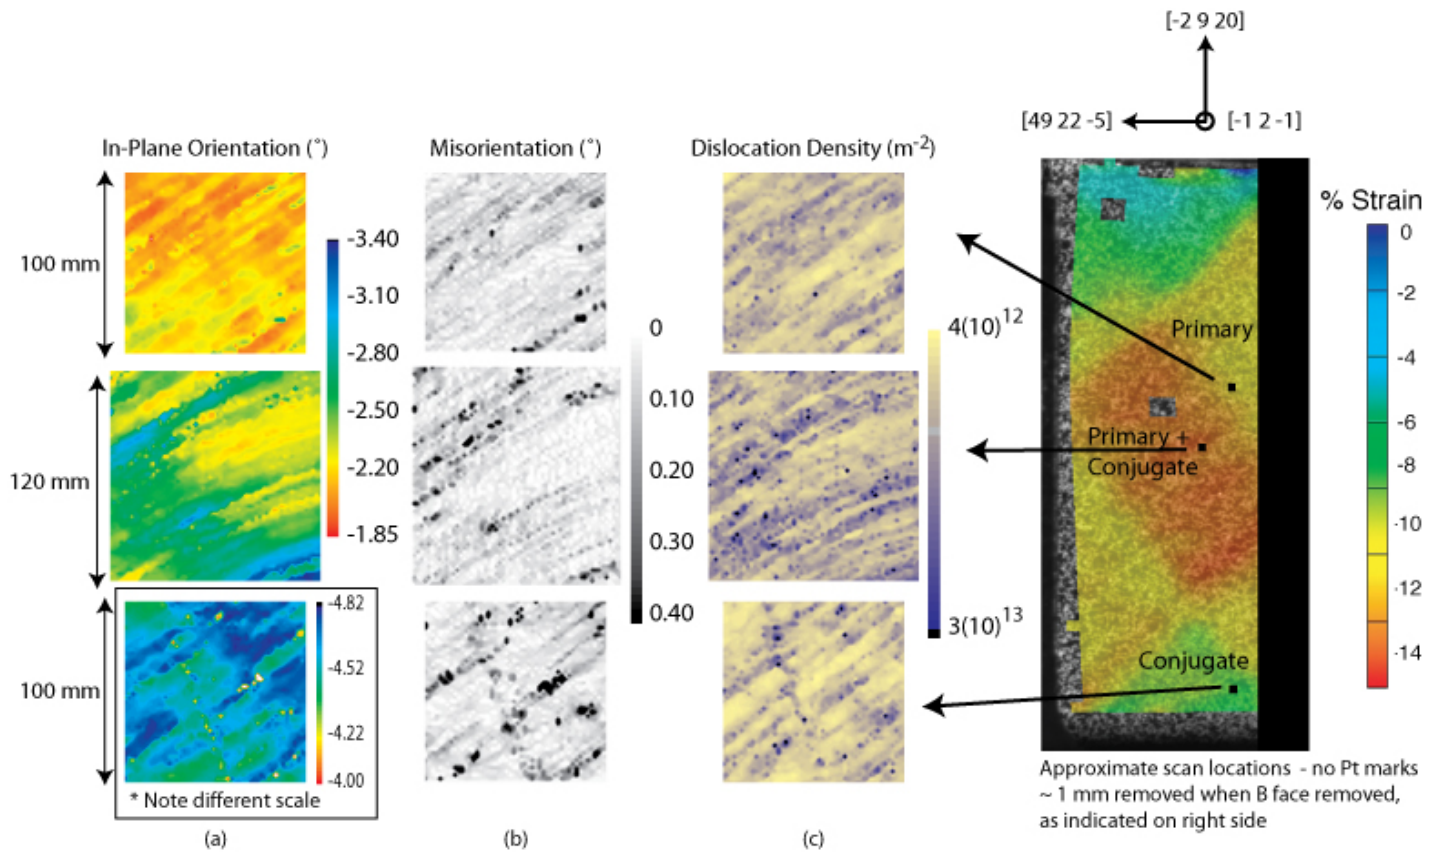 [-2 9 20]
[49 22 -5]
[-1 2 -1]
In-Plane Orientation (˚)
Misorientation (˚)
Dislocation Density (m-2)
% Strain
100 mm
-3.40
-3.10
-2.80
-2.50
-2.20
-1.85
0
0.10
0.20
0.30
0.40
4(10)12
3(10)13
Primary
Primary +
Conjugate
Conjugate
0
-2
-4
-6
-8
-10
-12
-14
120 mm
100 mm
-4.82
-4.52
-4.22
-4.00
* Note different scale
Approximate scan locations - no Pt marks
~ 1 mm removed when B face removed,
as indicated on right side
(a)
(b)
(c)